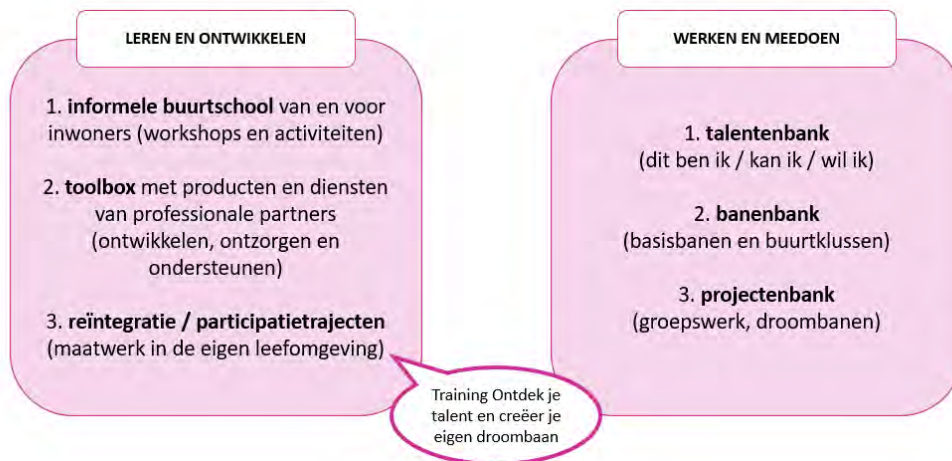 LEREN EN ONTWIKKELEN
1. informele buurtschool van en voor
inwoners (workshops en activiteiten)
2. toolbox met producten en diensten
van professionale partners
(ontwikkelen, ontzorgen en
ondersteunen)
3. reïntegratie / participatietrajecten
(maatwerk in de eigen leefomgeving)
Training Ontdek je
talent en creëer je
eigen droombaan
WERKEN EN MEEDOEN
1. talentenbank
(dit ben ik / kan ik / wil ik)
2. banenbank
(basisbanen en buurtklussen)
3. projectenbank
(groepswerk, droombanen)